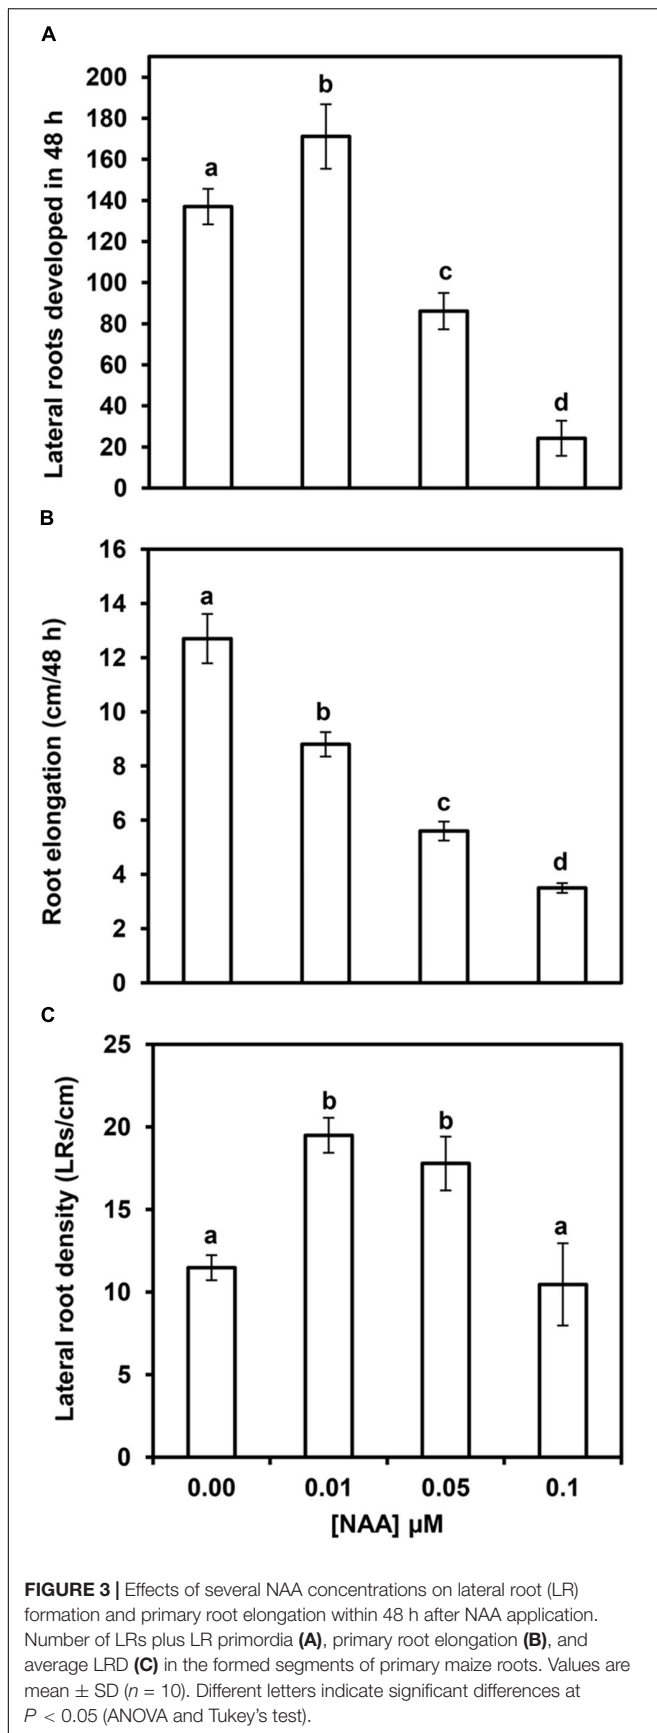 A
Lateral roots developed in 48 h
200
180
160
140
120
100
80
60
40
20
0
a
b
c
d
B
Root elongation (cm/48 h)
16
14
12
10
8
6
4
2
0
a
b
c
d
C
Lateral root density (LRs/cm)
25
20
15
10
5
0
a
b
b
a
0.00 0.01 0.05 0.1
[NAA] µM
FIGURE 3 | Effects of several NAA concentrations on lateral root (LR)
formation and primary root elongation within 48 h after NAA application.
Number of LRs plus LR primordia (A), primary root elongation (B), and
average LRD (C) in the formed segments of primary maize roots. Values are
mean ± SD (n = 10). Different letters indicate significant differences at
P < 0.05 (ANOVA and Tukey’s test).